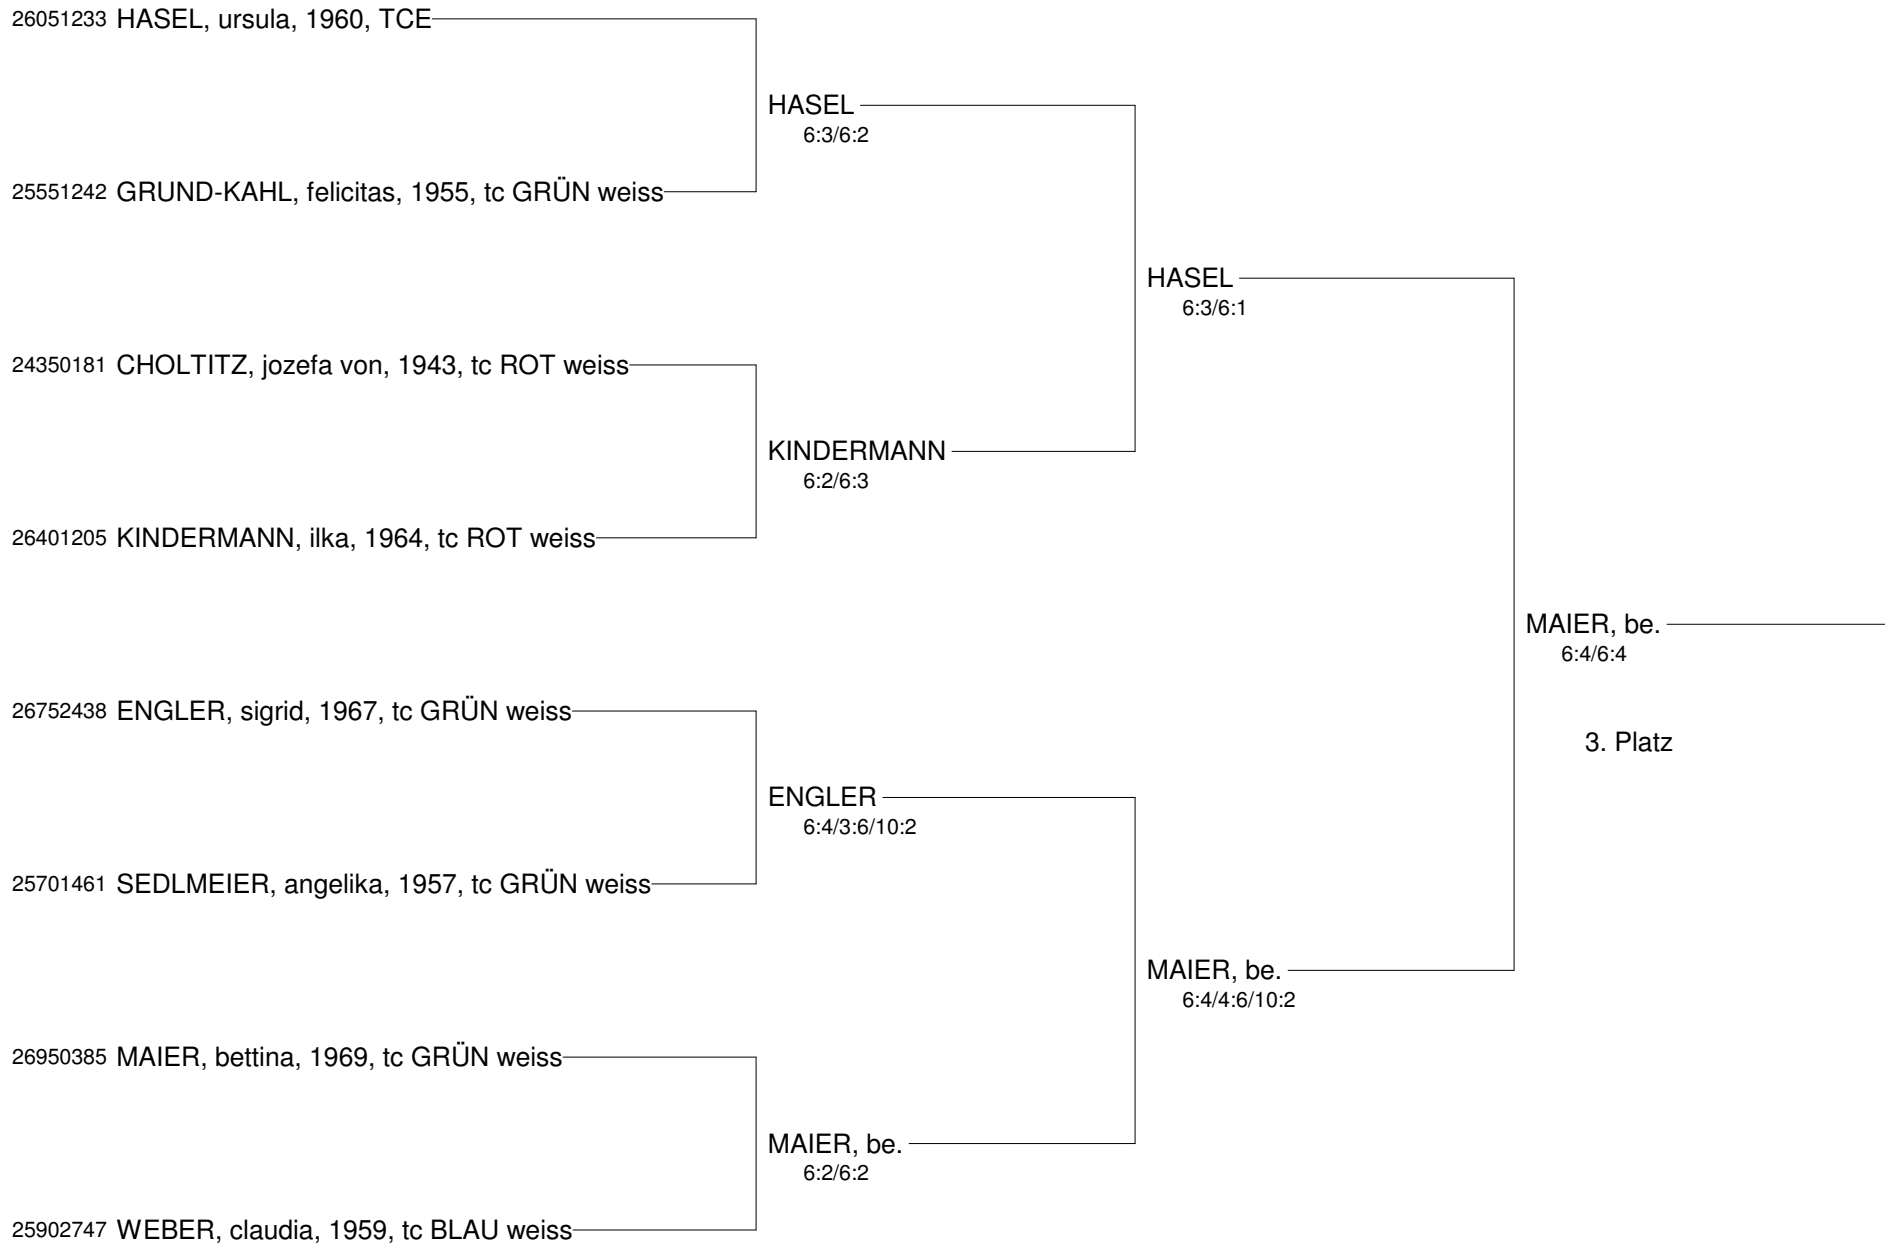 26051233 HASEL, ursula, 1960, TCE
HASEL
6:3/6:2
25551242 GRUND-KAHL, felicitas, 1955, tc GRÜN weiss
HASEL
6:3/6:1
24350181 CHOLTITZ, jozefa von, 1943, tc ROT weiss
KINDERMANN
6:2/6:3
26401205 KINDERMANN, ilka, 1964, tc ROT weiss
MAIER, be.
6:4/6:4
26752438 ENGLER, sigrid, 1967, tc GRÜN weiss
3. Platz
ENGLER
6:4/3:6/10:2
25701461 SEDLMEIER, angelika, 1957, tc GRÜN weiss
MAIER, be.
6:4/4:6/10:2
26950385 MAIER, bettina, 1969, tc GRÜN weiss
MAIER, be.
6:2/6:2
25902747 WEBER, claudia, 1959, tc BLAU weiss